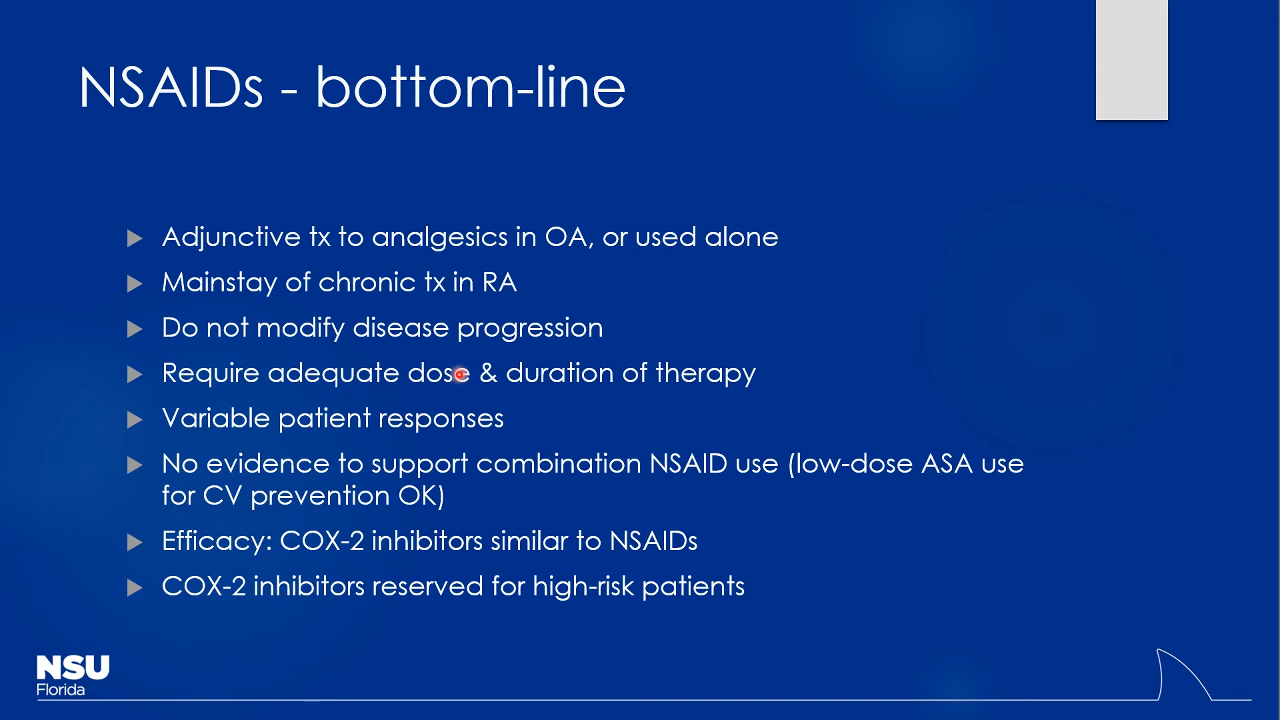 NSAIDs - bottom-line
Adjunctive tx to analgesics in OA, or used alone
Mainstay of chronic tx in RA
Do not modify disease progression
Require adequate dose & duration of therapy
Variable patient responses
No evidence to support combination NSAID use (low-dose ASA use
for CV prevention OK)
Efficacy: COX-2 inhibitors similar to NSAIDs
COX-2 inhibitors reserved for high-risk patients
NSU
Florida